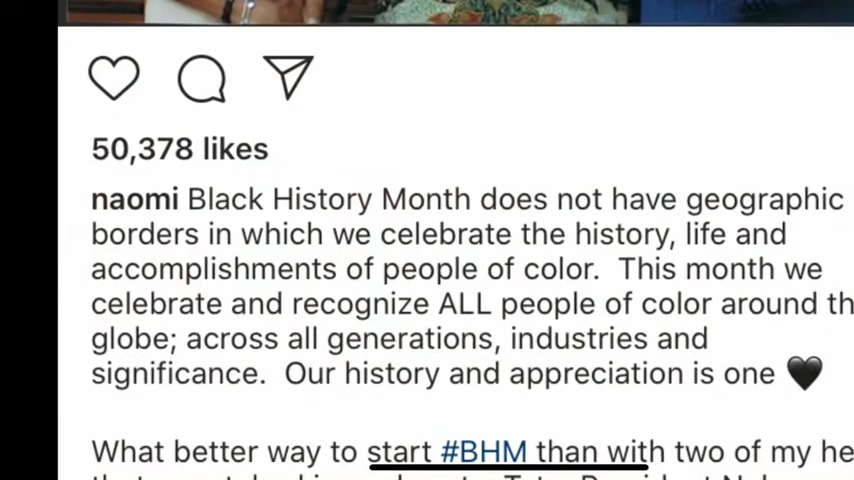 50,378 likes
naomi Black History Month does not have geographic
borders in which we celebrate the history, life and
accomplishments of people of color. This month we
celebrate and recognize ALL people of color around
globe; across all generations, industries and
significance. Our history and appreciation is one 🖤
What better way to start #BHM than with two of my